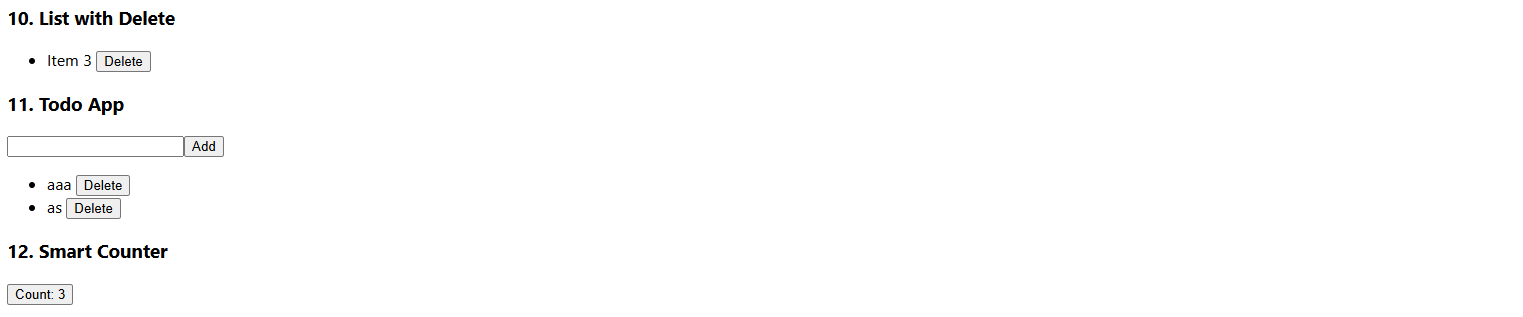 10. List with Delete
Item 3 Delete
11. Todo App
Add
aaa Delete
as Delete
12. Smart Counter
Count: 3